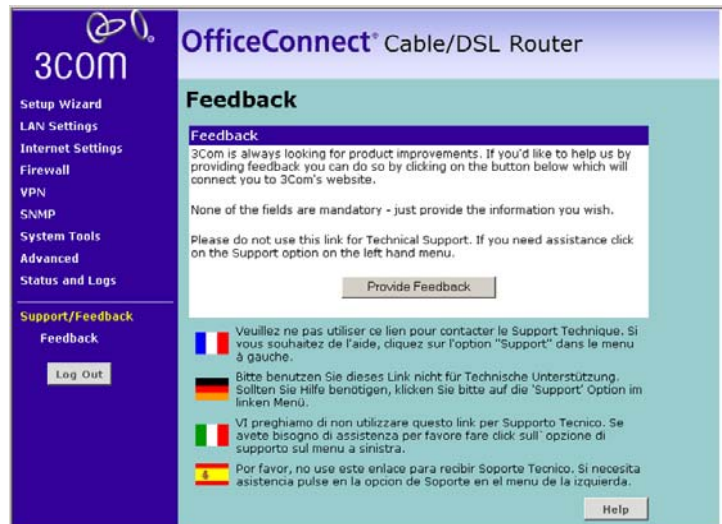 3COM
OfficeConnect® Cable/DSL Router
Setup Wizard
LAN Settings
Internet Settings
Firewall
VPN
SNMP
System Tools
Advanced
Status and Logs
Support/Feedback
Feedback
Log Out
Feedback
Feedback
3Com is always looking for product improvements. If you'd like to help us by
providing feedback you can do so by clicking on the button below which will
connect you to 3Com's website.
None of the fields are mandatory - just provide the information you wish.
Please do not use this link for Technical Support. If you need assistance click
on the Support option on the left hand menu.
Provide Feedback
Veuillez ne pas utiliser ce lien pour contacter le Support Technique. Si
vous souhaitez de l'aide, cliquez sur l'option "Support" dans le menu
à gauche.
Bitte benutzen Sie dieses Link nicht für Technische Unterstützung.
Sollten Sie Hilfe benötigen, klicken Sie bitte auf die 'Support' Option im
linken Menü.
VI preghiamo di non utilizzare questo link per Supporto Tecnico. Se
avete bisogno di assistenza per favore fare click sull` opzione di
supporto sul menu a sinistra.
Por favor, no use este enlace para recibir Soporte Tecnico. Si necesita
asistencia pulse en la opcion de Soporte en el menu de la izquierda.
Help